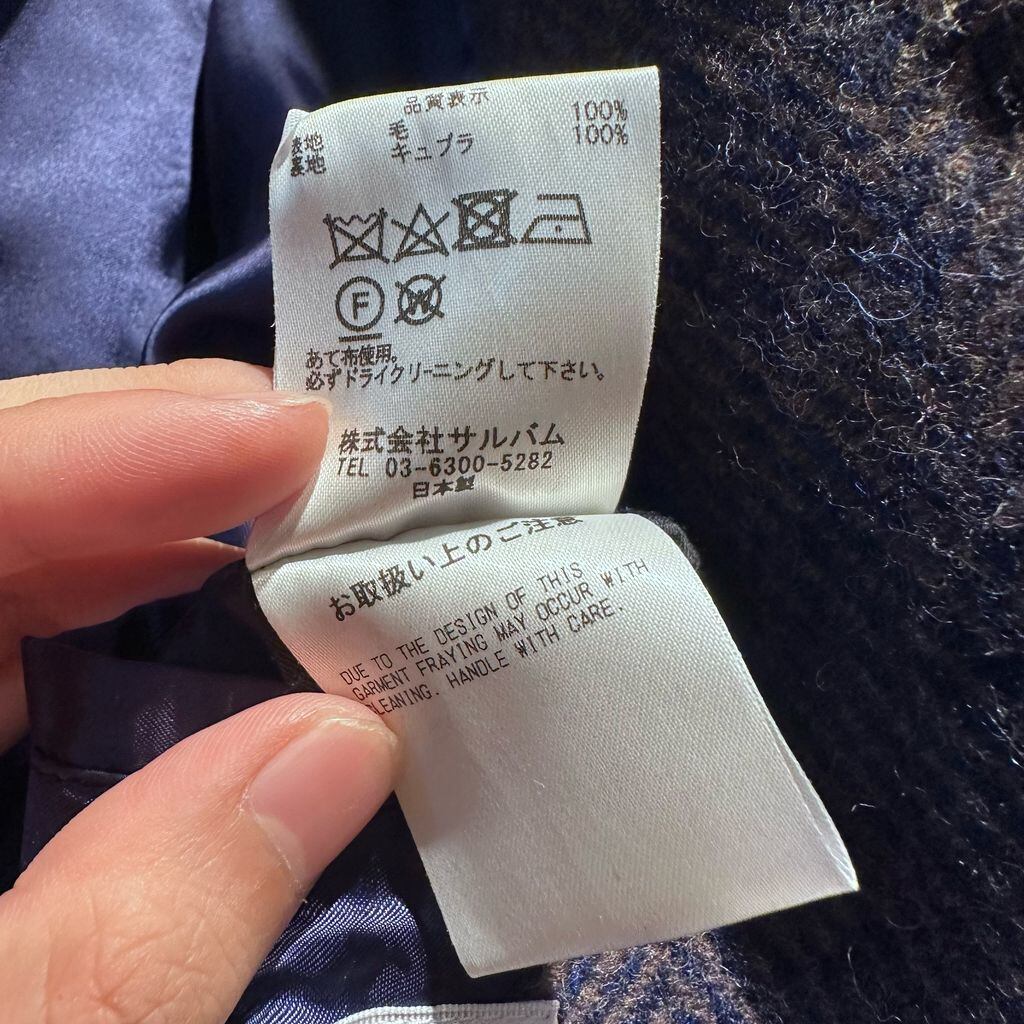 品質表示
表地 毛 100%
裏地 キュプラ 100%
F W
あて布使用。
必ずドライクリーニングして下さい。
株式会社サルバム
TEL 03-6300-5282
日本製
お取扱い上のご注意
DUE TO THE DESIGN OF THIS
GARMENT FRAYING MAY OCCUR WITH
CLEANING. HANDLE WITH CARE.